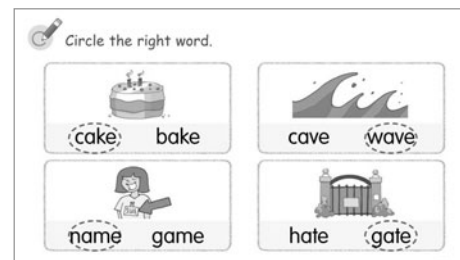 Circle the right word.
cake bake
cave wave
name game
hate gate